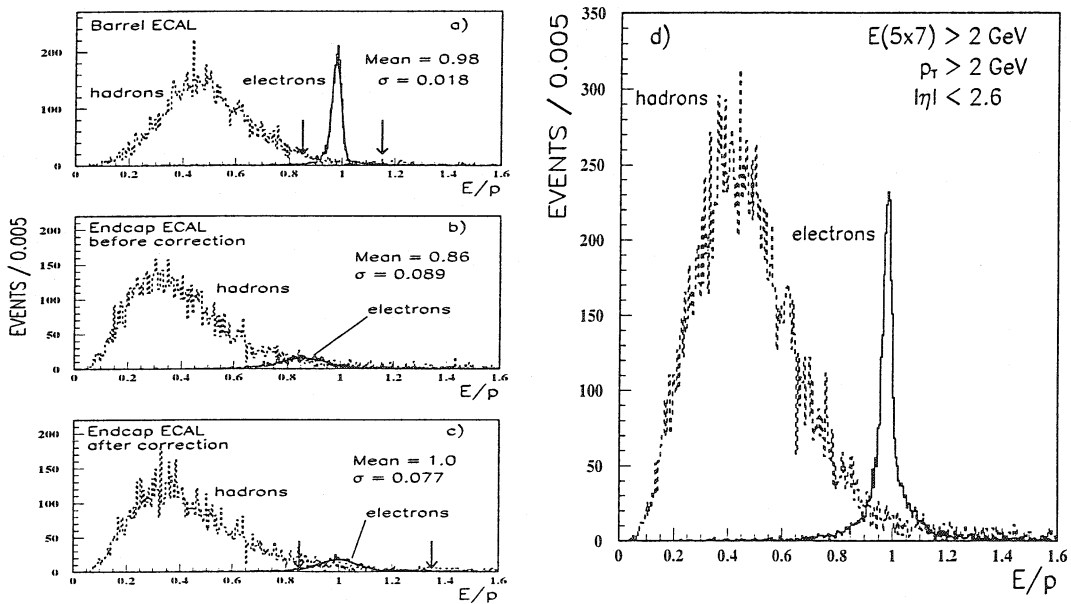 Barrel ECAL
a)
Mean = 0.98
σ = 0.018
electrons
hadrons
200
100
0
0 0.2 0.4 0.6 0.8 1 1.2 1.4 1.6
E/p
EVENTS / 0.005
Endcap ECAL
before correction
b)
Mean = 0.86
σ = 0.089
hadrons
electrons
200
150
100
50
0
0 0.2 0.4 0.6 0.8 1 1.2 1.4 1.6
E/p
Endcap ECAL
after correction
c)
Mean = 1.0
σ = 0.077
hadrons
electrons
200
150
100
50
0
0 0.2 0.4 0.6 0.8 1 1.2 1.4 1.6
E/p
EVENTS / 0.005
d)
E(5x7) > 2 GeV
p_T > 2 GeV
|η| < 2.6
hadrons
electrons
350
300
250
200
150
100
50
0
0 0.2 0.4 0.6 0.8 1 1.2 1.4 1.6
E/p